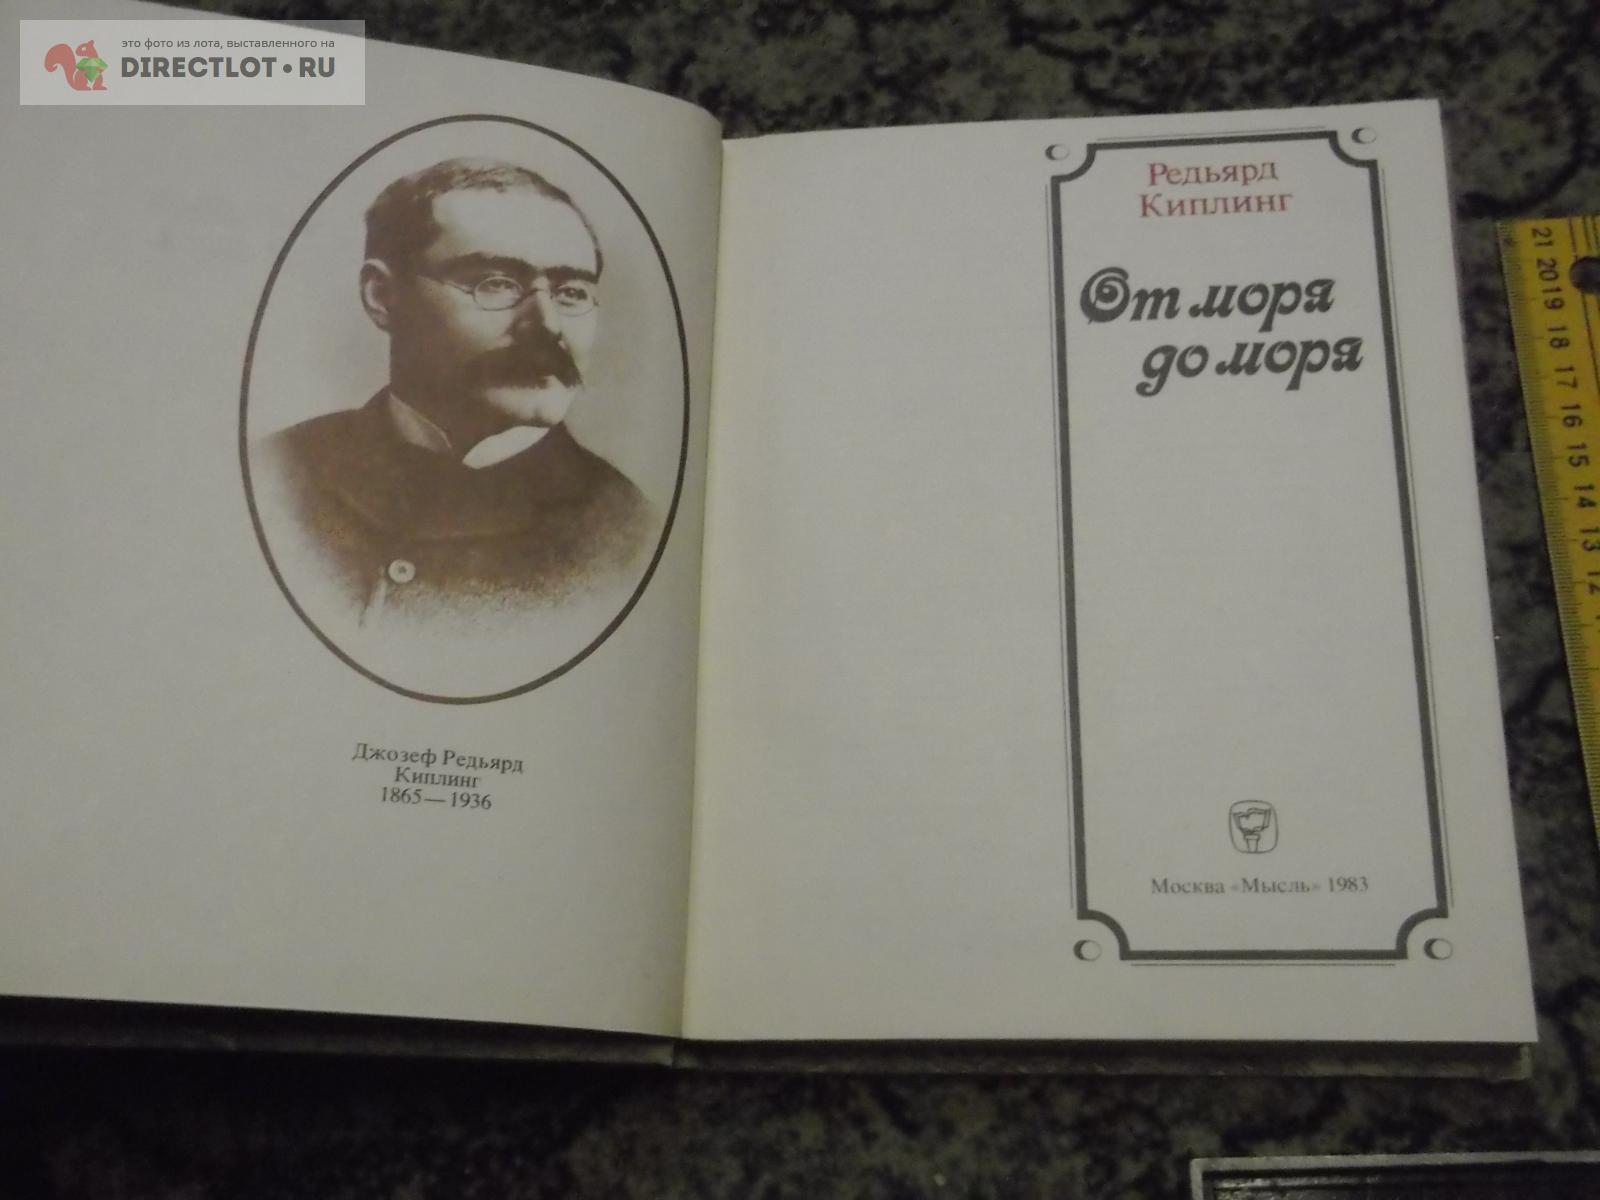 это фото из лота, выставленного на
DIRECTLOT•RU
Джозеф Редьярд
Киплинг
1865—1936
Редьярд
Киплинг
От моря
до моря
Москва «Мысль» 1983
21 20 19 18 17 16 15 14 13 12